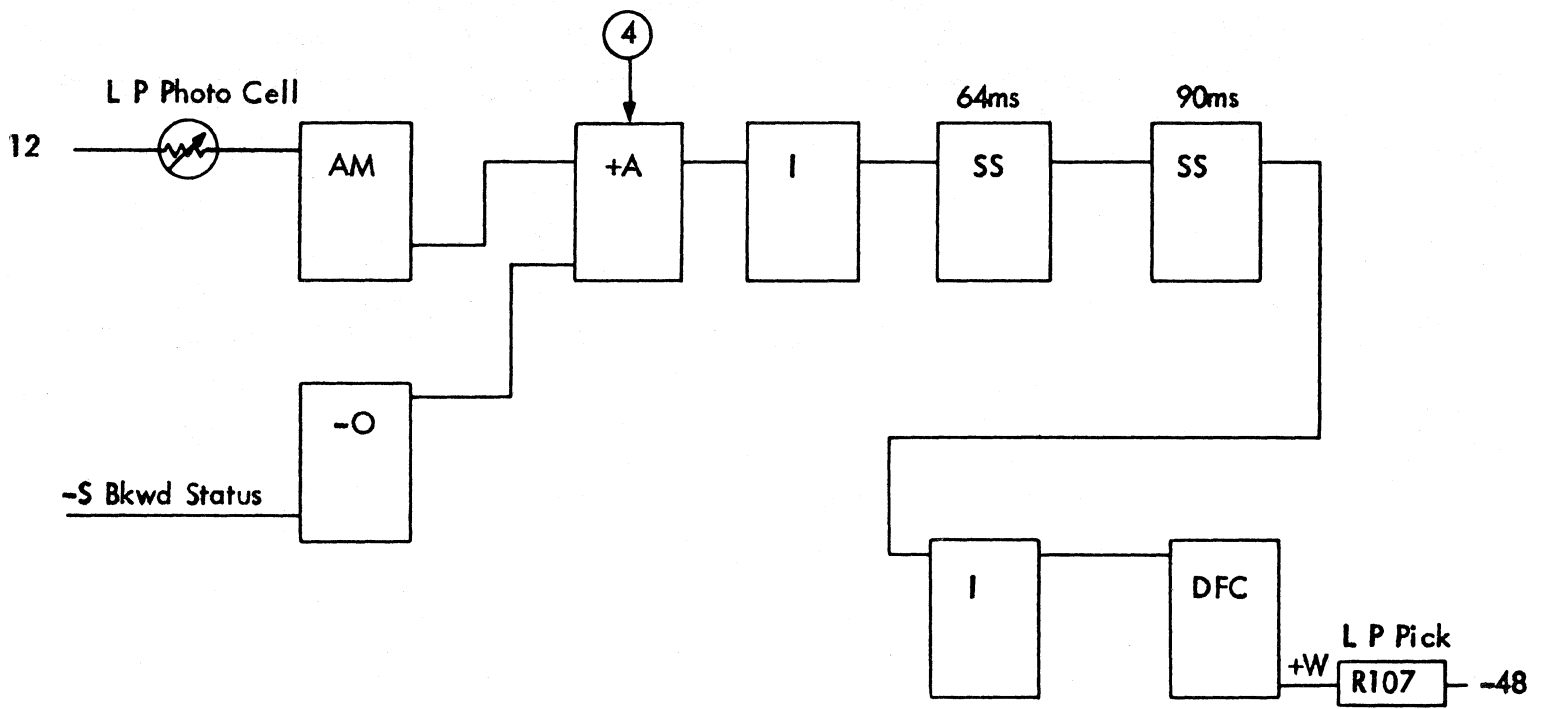 4
L P Photo Cell
12
64ms
90ms
AM
+A
I
SS
SS
-O
-S Bkwd Status
I
DFC
L P Pick
+W
R107
-48